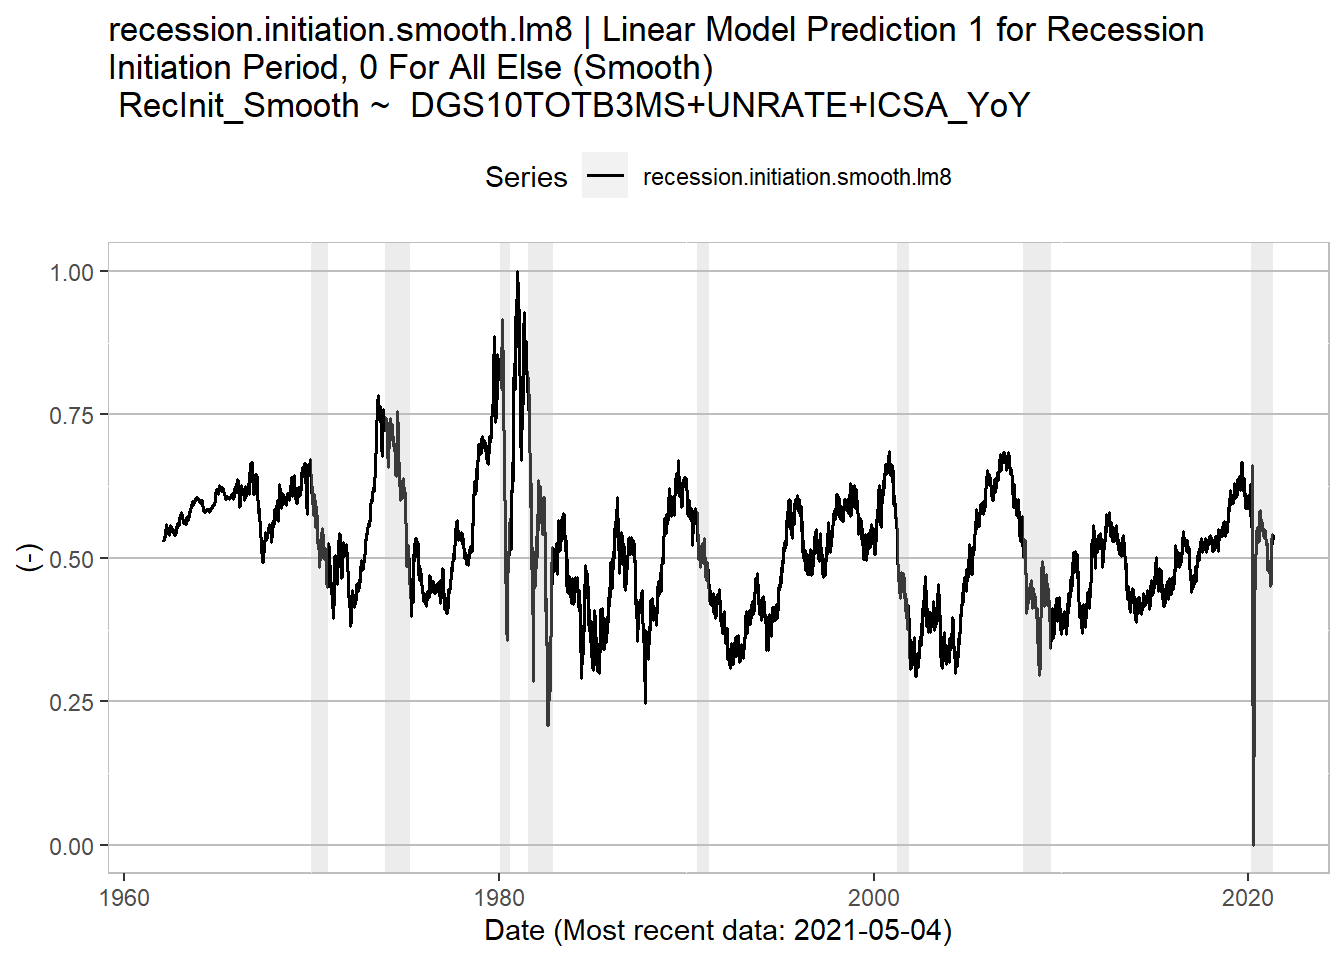 recession.initiation.smooth.lm8 | Linear Model Prediction 1 for Recession
Initiation Period, 0 For All Else (Smooth)
RecInit_Smooth ~  DGS10TOTB3MS+UNRATE+ICSA_YoY
Series
recession.initiation.smooth.lm8
1.00
0.75
0.50
0.25
0.00
(-)
1960
1980
2000
2020
Date (Most recent data: 2021-05-04)